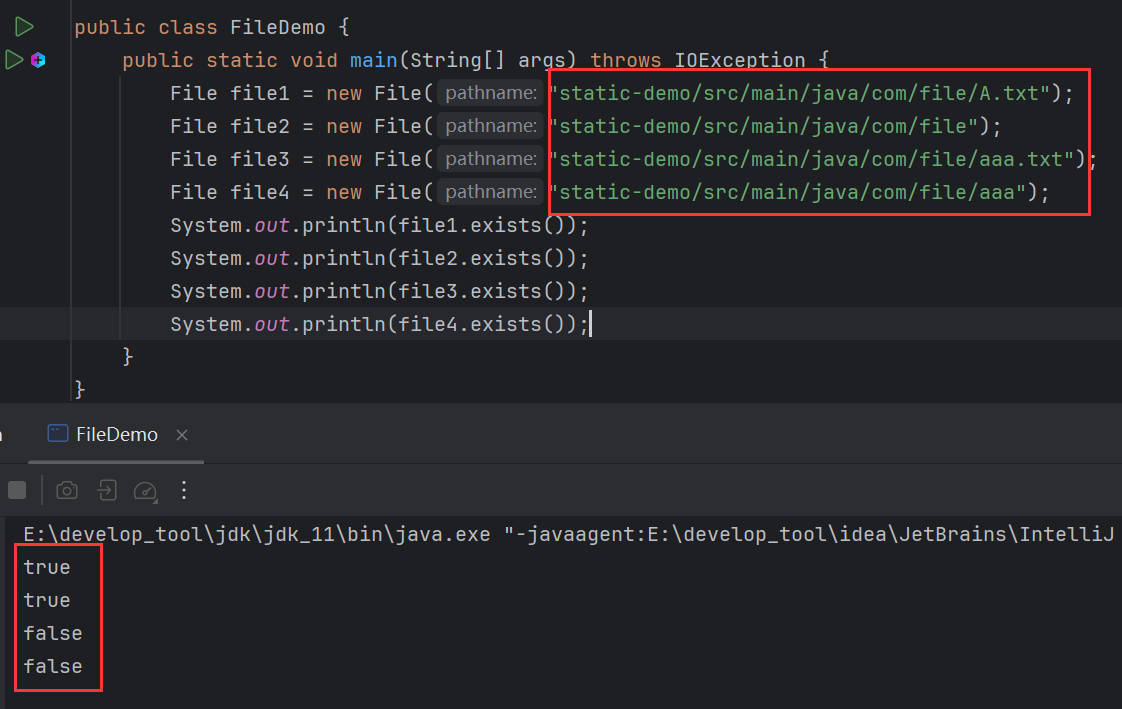 public class FileDemo {
public static void main(String[] args) throws IOException {
File file1 = new File( pathname: "static-demo/src/main/java/com/file/A.txt");
File file2 = new File( pathname: "static-demo/src/main/java/com/file");
File file3 = new File( pathname: "static-demo/src/main/java/com/file/aaa.txt");
File file4 = new File( pathname: "static-demo/src/main/java/com/file/aaa");
System.out.println(file1.exists());
System.out.println(file2.exists());
System.out.println(file3.exists());
System.out.println(file4.exists());
}
}
FileDemo
E:\develop_tool\jdk\jdk_11\bin\java.exe "-javaagent:E:\develop_tool\idea\JetBrains\IntelliJ
true
true
false
false